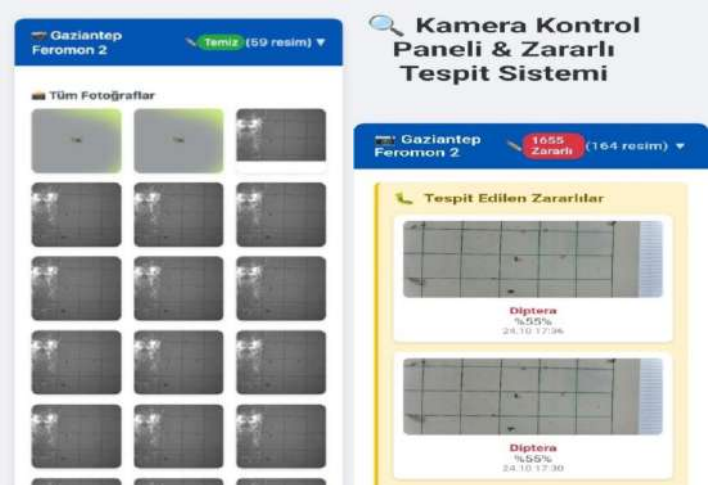 Gaziantep
Feromon 2
Temiz (59 resim) ▼
Tüm Fotoğraflar
Kamera Kontrol
Paneli & Zararlı
Tespit Sistemi
Gaziantep
Feromon 2
1655
Zararlı
(164 resim) ▼
Tespit Edilen Zararlılar
Diptera
%55%
24.10 17:36
Diptera
%55%
24.10 17:30